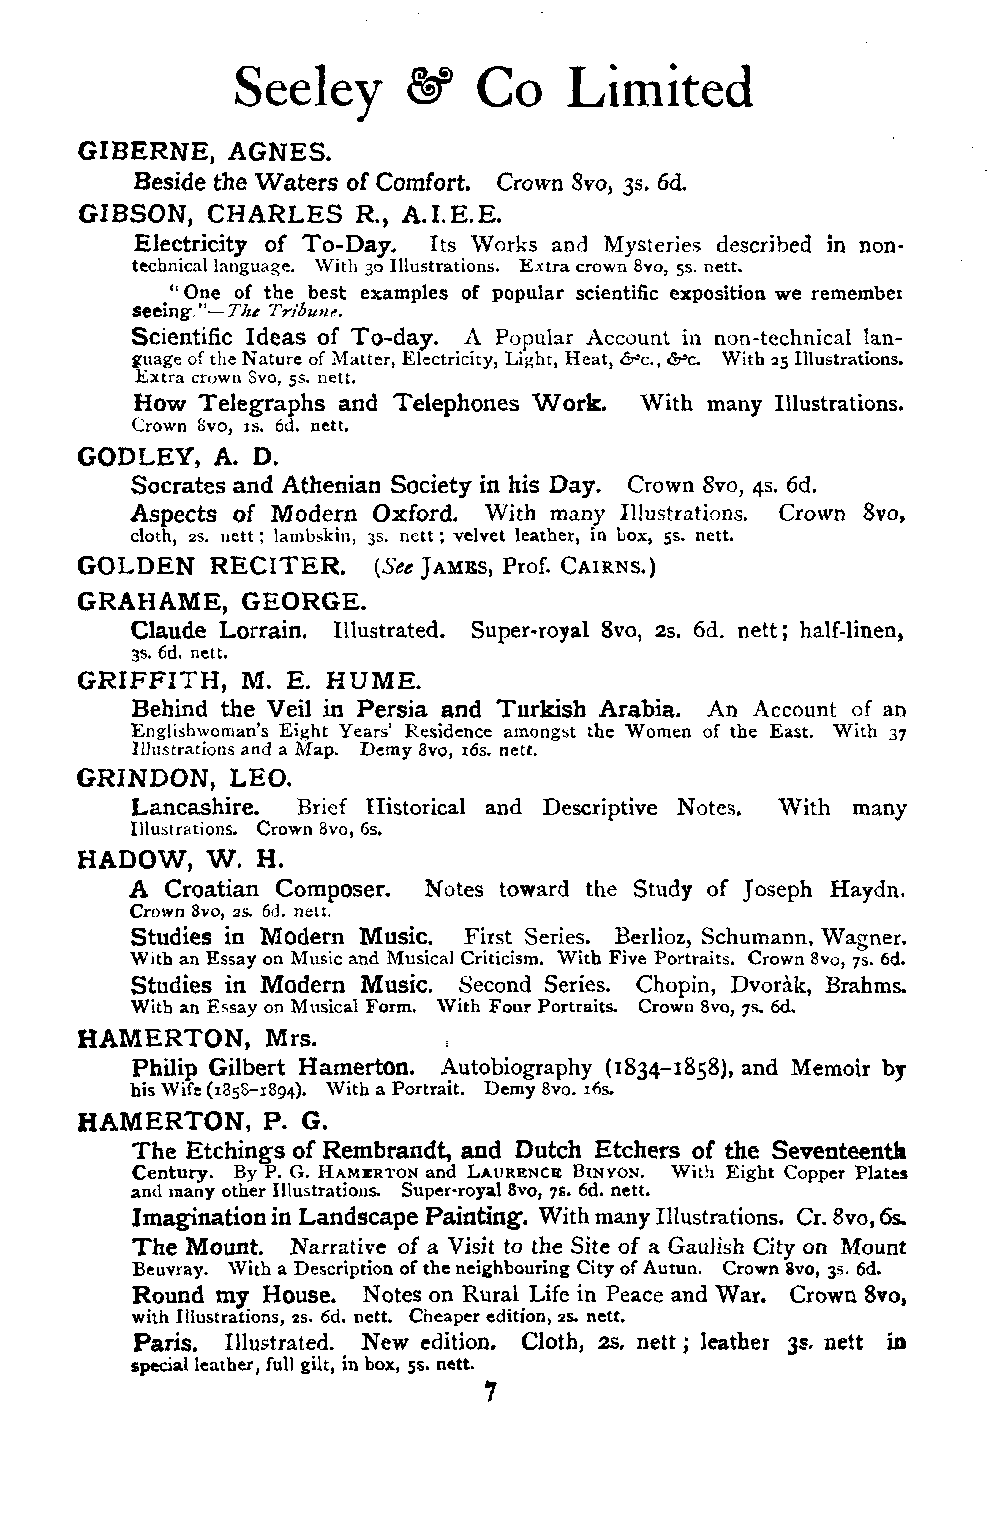 Seeley & Co Limited
GIBERNE, AGNES.
Beside the Waters of Comfort. Crown 8vo, 3s. 6d.
GIBSON, CHARLES R., A.I.E.E.
Electricity of To-Day. Its Works and Mysteries described in non-
technical language. With 30 Illustrations. Extra crown 8vo, 5s. nett.
"One of the best examples of popular scientific exposition we remember
seeing."—The Tribune.
Scientific Ideas of To-day. A Popular Account in non-technical lan-
guage of the Nature of Matter, Electricity, Light, Heat, &c., &c. With 25 Illustrations.
Extra crown 8vo, 5s. nett.
How Telegraphs and Telephones Work. With many Illustrations.
Crown 8vo, 1s. 6d. nett.
GODLEY, A. D.
Socrates and Athenian Society in his Day. Crown 8vo, 4s. 6d.
Aspects of Modern Oxford. With many Illustrations. Crown 8vo,
cloth, 2s. nett; lambskin, 3s. nett; velvet leather, in box, 5s. nett.
GOLDEN RECITER. (See JAMES, Prof. CAIRNS.)
GRAHAME, GEORGE.
Claude Lorrain. Illustrated. Super-royal 8vo, 2s. 6d. nett; half-linen,
3s. 6d. nett.
GRIFFITH, M. E. HUME.
Behind the Veil in Persia and Turkish Arabia. An Account of an
Englishwoman's Eight Years' Residence amongst the Women of the East. With 37
Illustrations and a Map. Demy 8vo, 16s. nett.
GRINDON, LEO.
Lancashire. Brief Historical and Descriptive Notes. With many
Illustrations. Crown 8vo, 6s.
HADOW, W. H.
A Croatian Composer. Notes toward the Study of Joseph Haydn.
Crown 8vo, 2s. 6d. nett.
Studies in Modern Music. First Series. Berlioz, Schumann, Wagner.
With an Essay on Music and Musical Criticism. With Five Portraits. Crown 8vo, 7s. 6d.
Studies in Modern Music. Second Series. Chopin, Dvoràk, Brahms.
With an Essay on Musical Form. With Four Portraits. Crown 8vo, 7s. 6d.
HAMERTON, Mrs.
Philip Gilbert Hamerton. Autobiography (1834–1858), and Memoir by
his Wife (1858–1894). With a Portrait. Demy 8vo. 16s.
HAMERTON, P. G.
The Etchings of Rembrandt, and Dutch Etchers of the Seventeenth
Century. By P. G. HAMERTON and LAURENCE BINYON. With Eight Copper Plates
and many other Illustrations. Super-royal 8vo, 7s. 6d. nett.
Imagination in Landscape Painting. With many Illustrations. Cr. 8vo, 6s.
The Mount. Narrative of a Visit to the Site of a Gaulish City on Mount
Beuvray. With a Description of the neighbouring City of Autun. Crown 8vo, 3s. 6d.
Round my House. Notes on Rural Life in Peace and War. Crown 8vo,
with Illustrations, 2s. 6d. nett. Cheaper edition, 2s. nett.
Paris. Illustrated. New edition. Cloth, 2s. nett; leather 3s. nett in
special leather, full gilt, in box, 5s. nett.
7